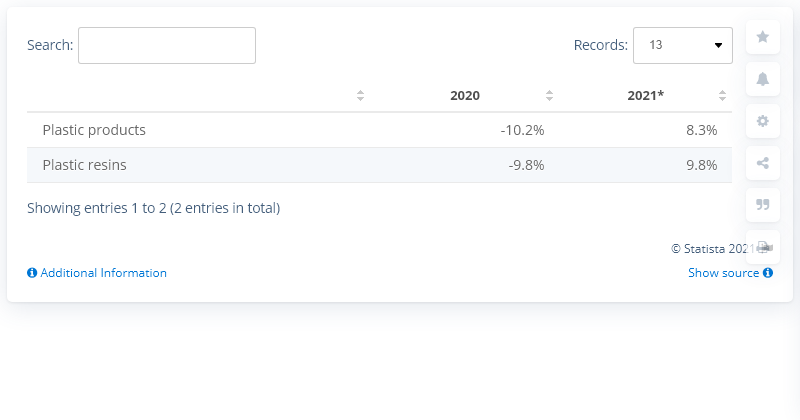 Search:
Records: 13
2020 2021*
Plastic products -10.2% 8.3%
Plastic resins -9.8% 9.8%
Showing entries 1 to 2 (2 entries in total)
© Statista 2021
Additional Information Show source